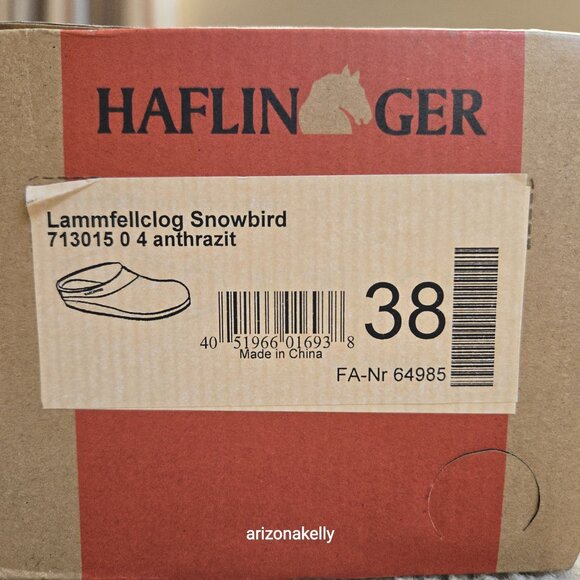 HAFLINGER
Lammfellclog Snowbird
713015 0 4 anthrazit
38
40 51966 01693 8
Made in China
FA-Nr 64985
arizonakelly